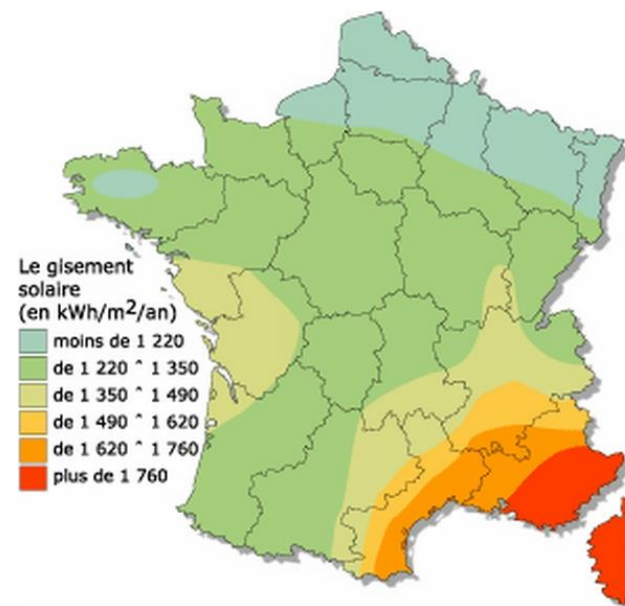 Le gisement
solaire
(en kWh/m2/an)
moins de 1 220
de 1 220 ^ 1 350
de 1 350 ^ 1 490
de 1 490 ^ 1 620
de 1 620 ^ 1 760
plus de 1 760